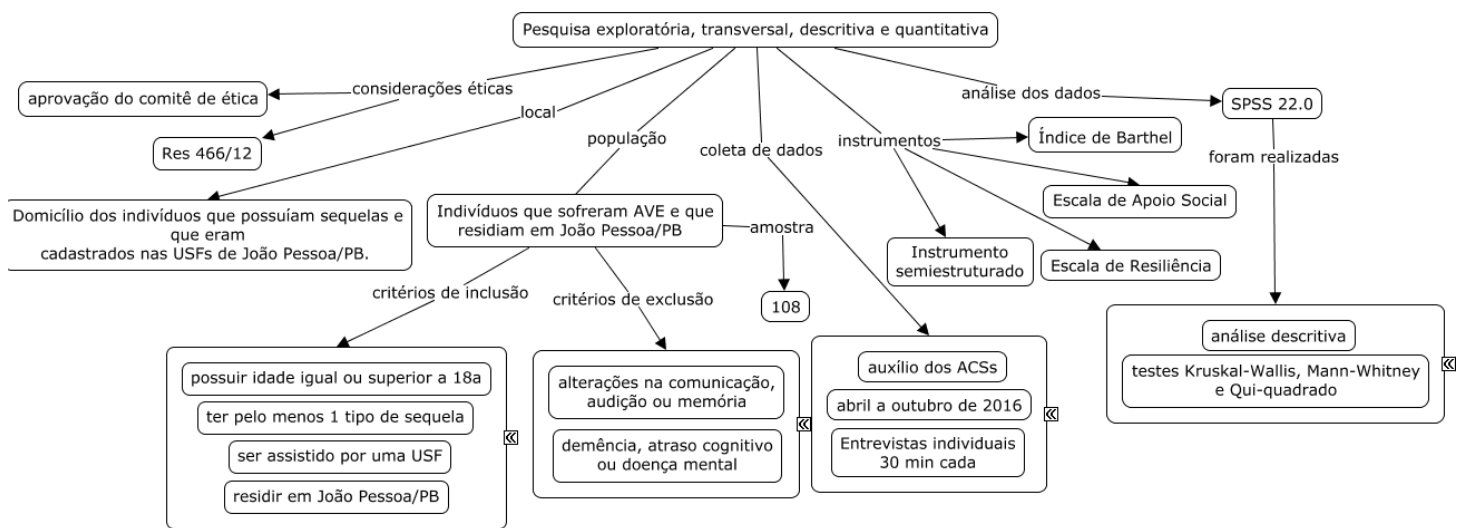 Pesquisa exploratória, transversal, descritiva e quantitativa
considerações éticas
aprovação do comitê de ética
Res 466/12
local
Domicílio dos indivíduos que possuíam sequelas e
que eram
cadastrados nas USFs de João Pessoa/PB.
população
Indivíduos que sofreram AVE e que
residiam em João Pessoa/PB
amostra
108
critérios de inclusão
possuir idade igual ou superior a 18a
ter pelo menos 1 tipo de sequela
ser assistido por uma USF
residir em João Pessoa/PB
critérios de exclusão
alterações na comunicação,
audição ou memória
demência, atraso cognitivo
ou doença mental
coleta de dados
auxílio dos ACSs
abril a outubro de 2016
Entrevistas individuais
30 min cada
instrumentos
Índice de Barthel
Escala de Apoio Social
Escala de Resiliência
Instrumento
semiestruturado
análise dos dados
SPSS 22.0
foram realizadas
análise descritiva
testes Kruskal-Wallis, Mann-Whitney
e Qui-quadrado